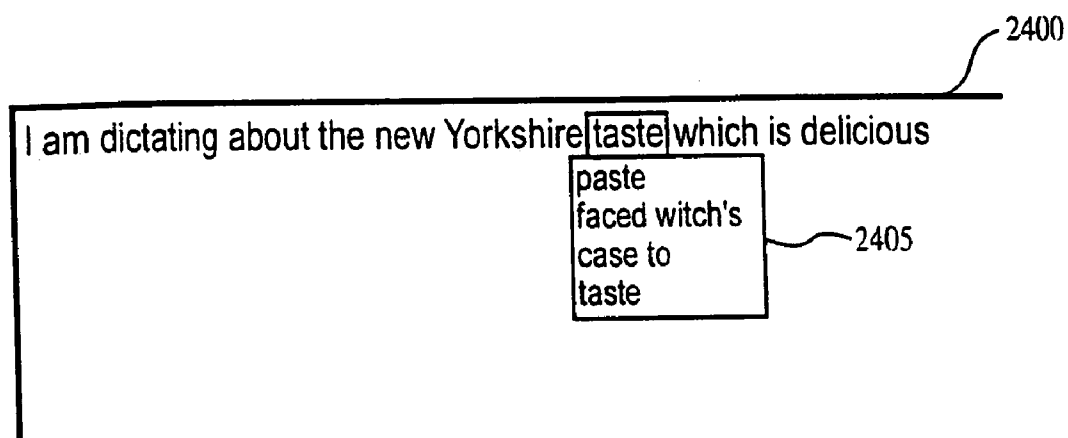 2400
I am dictating about the new Yorkshire taste which is delicious
paste
faced witch's
case to
taste
2405